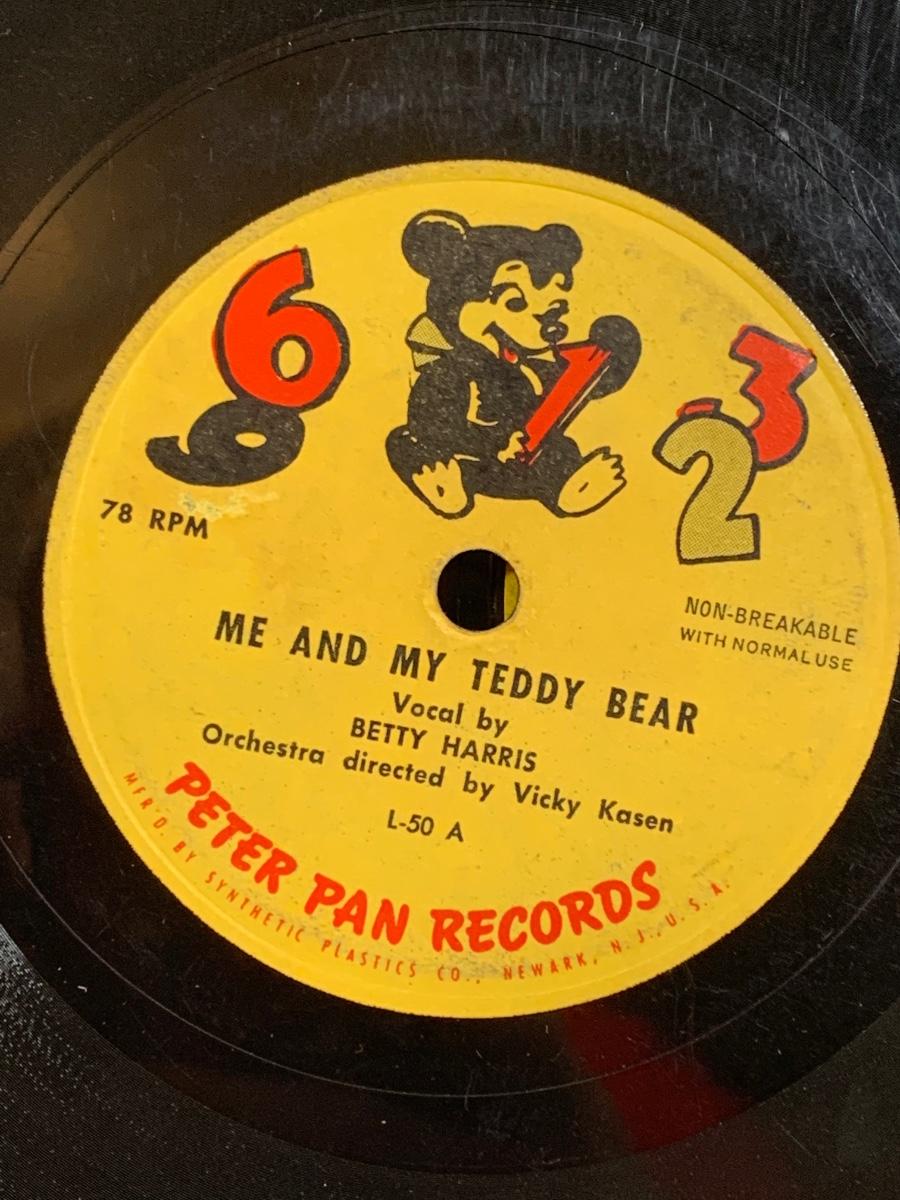 6
9
1
3
2
78 RPM
NON-BREAKABLE
WITH NORMAL USE
ME AND MY TEDDY BEAR
Vocal by
BETTY HARRIS
Orchestra directed by Vicky Kasen
L-50 A
PETER PAN RECORDS
MFR'D. BY SYNTHETIC PLASTICS CO., NEWARK, N. J., U. S. A.